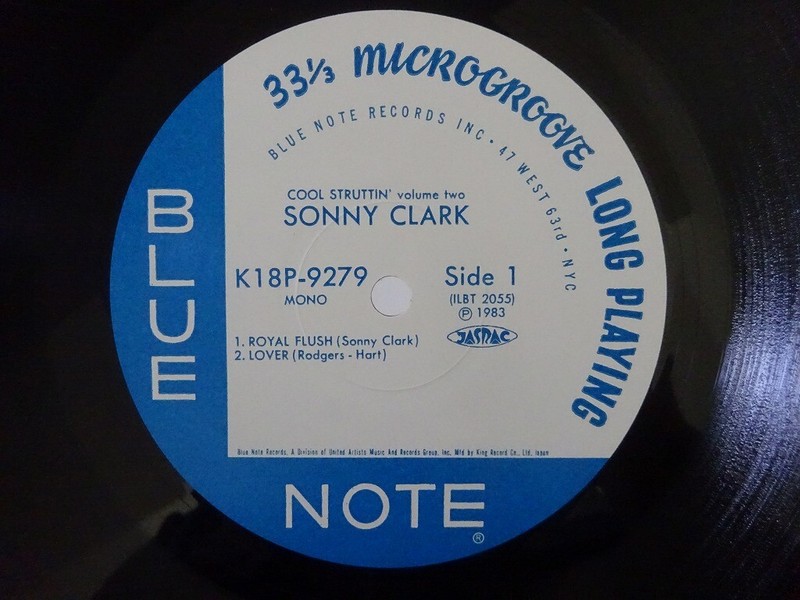 33⅓ MICROGROOVE LONG PLAYING
BLUE NOTE RECORDS INC • 47 WEST 63rd • NYC
COOL STRUTTIN' volume two
SONNY CLARK
K18P-9279
MONO
Side 1
(ILBT 2055)
Ⓟ 1983
JASRAC
1. ROYAL FLUSH (Sonny Clark)
2. LOVER (Rodgers - Hart)
Blue Note Records, A Division of United Artists Music And Records Group, Inc. Mfd by King Record Co., Ltd.
BLUE
NOTE®